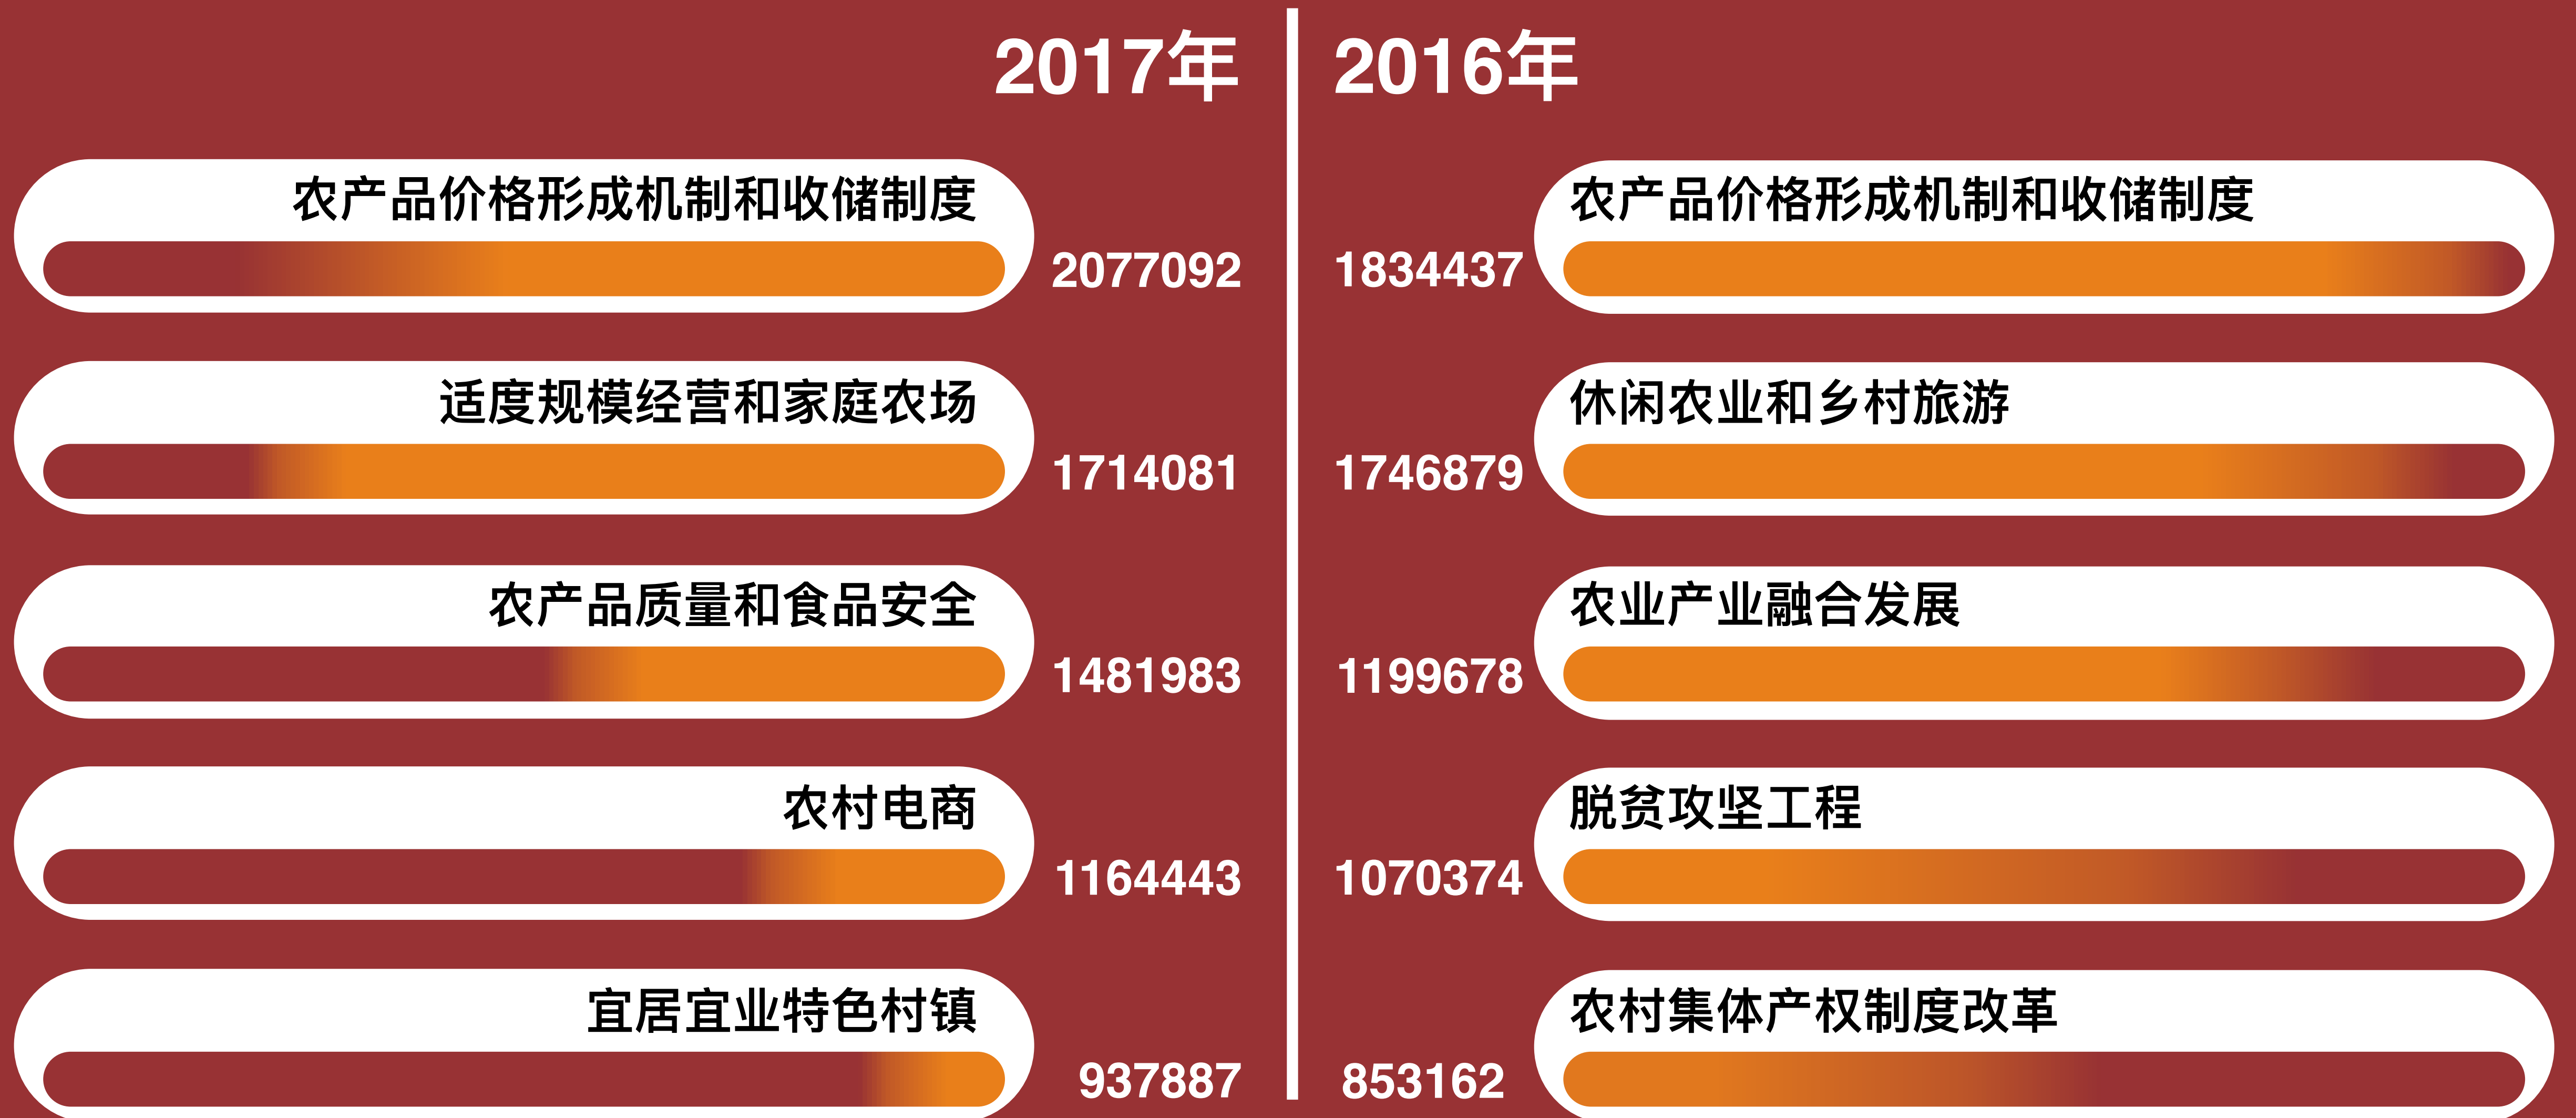 2017年
农产品价格形成机制和收储制度
2077092
适度规模经营和家庭农场
1714081
农产品质量和食品安全
1481983
农村电商
1164443
宜居宜业特色村镇
937887
2016年
农产品价格形成机制和收储制度
1834437
休闲农业和乡村旅游
1746879
农业产业融合发展
1199678
脱贫攻坚工程
1070374
农村集体产权制度改革
853162